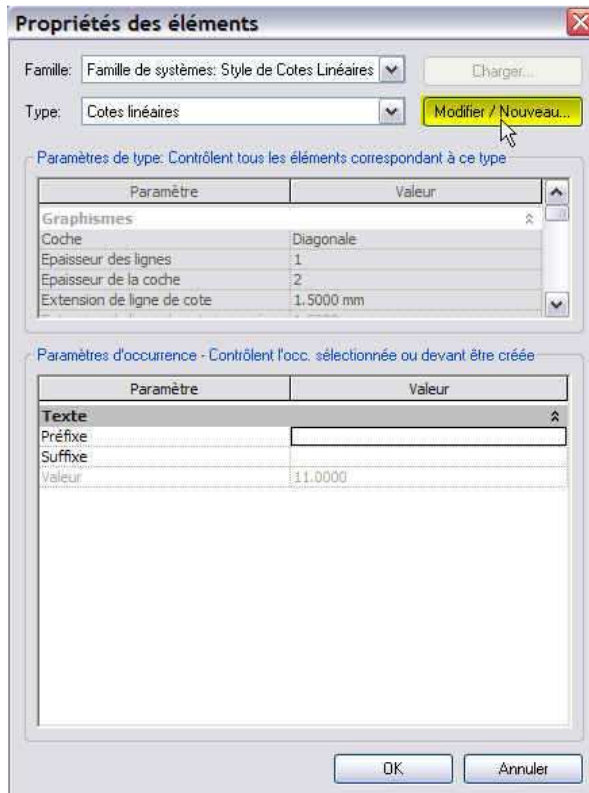 Propriétés des éléments
Famille: Famille de systèmes: Style de Cotes Linéaires Charger...
Type: Cotes linéaires Modifier / Nouveau...
Paramètres de type: Contrôlent tous les éléments correspondant à ce type
Paramètre Valeur
Graphismes
Coche Diagonale
Epaisseur des lignes 1
Epaisseur de la coche 2
Extension de ligne de cote 1.5000 mm
Paramètres d'occurrence - Contrôlent l'occ. sélectionnée ou devant être créée
Paramètre Valeur
Texte
Préfixe
Suffixe
Valeur 11.0000
OK Annuler